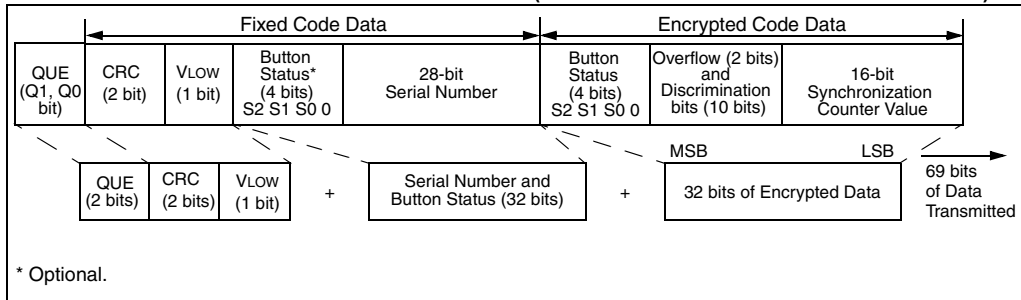 Fixed Code Data
Encrypted Code Data
QUE
(Q1, Q0
bit)
CRC
(2 bit)
VLOW
(1 bit)
Button
Status*
(4 bits)
S2 S1 S0 0
28-bit
Serial Number
Button
Status
(4 bits)
S2 S1 S0 0
Overflow (2 bits)
and
Discrimination
bits (10 bits)
16-bit
Synchronization
Counter Value
MSB
LSB
QUE
(2 bits)
CRC
(2 bits)
VLOW
(1 bit)
+
Serial Number and
Button Status (32 bits)
+
32 bits of Encrypted Data
69 bits
of Data
Transmitted
* Optional.